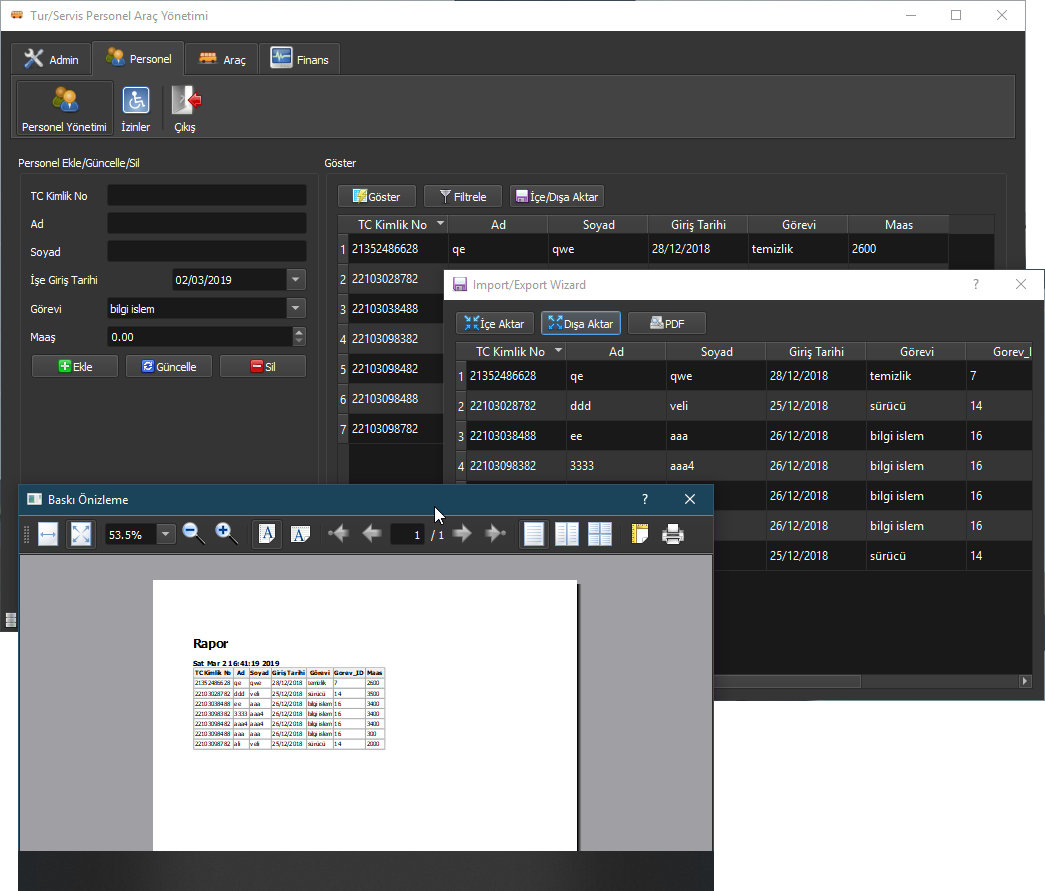 Tur/Servis Personel Araç Yönetimi
Admin Personel Araç Finans
Personel Yönetimi İzinler Çıkış
Personel Ekle/Güncelle/Sil
TC Kimlik No
Ad
Soyad
İşe Giriş Tarihi 02/03/2019
Görevi bilgi islem
Maaş 0.00
Ekle Güncelle Sil
Göster
Göster Filtrele İçe/Dışa Aktar
TC Kimlik No Ad Soyad Giriş Tarihi Görevi Maas
1 21352486628 qe qwe 28/12/2018 temizlik 2600
2 22103028782
3 22103038488
4 22103098382
5 22103098482
6 22103098488
7 22103098782
Import/Export Wizard ?
İçe Aktar Dışa Aktar PDF
TC Kimlik No Ad Soyad Giriş Tarihi Görevi Gorev_
1 21352486628 qe qwe 28/12/2018 temizlik 7
2 22103028782 ddd veli 25/12/2018 sürücü 14
3 22103038488 ee aaa 26/12/2018 bilgi islem 16
4 22103098382 3333 aaa4 26/12/2018 bilgi islem 16
26/12/2018 bilgi islem 16
26/12/2018 bilgi islem 16
25/12/2018 sürücü 14
Baskı Önizleme ?
53.5% A A 1 / 1
Rapor
Sat Mar 2 16:41:19 2019
TC Kimlik No Ad Soyad Giriş Tarihi Görevi Gorev_ID Maas
21352486628 qe qwe 28/12/2018 temizlik 7 2600
22103028782 ddd veli 25/12/2018 sürücü 14 3500
22103038488 ee aaa 26/12/2018 bilgi islem 16 3400
22103098382 3333 aaa4 26/12/2018 bilgi islem 16 3400
22103098482 aaa4 aaa4 26/12/2018 bilgi islem 16 3400
22103098488 aaa aaa 26/12/2018 bilgi islem 16 300
22103098782 ali veli 25/12/2018 sürücü 14 2000